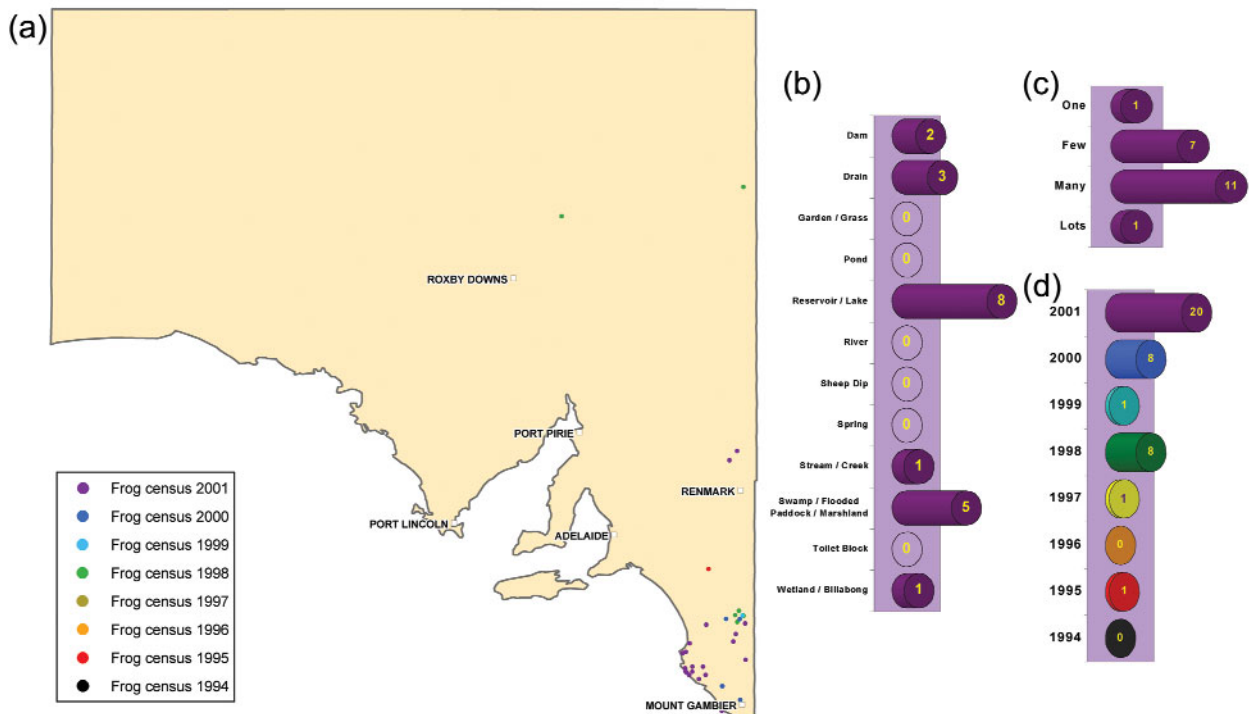 (a)
ROXBY DOWNS
PORT PIRIE
RENMARK
PORT LINCOLN
ADELAIDE
MOUNT GAMBIER
Frog census 2001
Frog census 2000
Frog census 1999
Frog census 1998
Frog census 1997
Frog census 1996
Frog census 1995
Frog census 1994
(b)
Dam 2
Drain 3
Garden / Grass 0
Pond 0
Reservoir / Lake 8
River 0
Sheep Dip 0
Spring 0
Stream / Creek 1
Swamp / Flooded
Paddock / Marshland 5
Toilet Block 0
Wetland / Billabong 1
(c)
One 1
Few 7
Many 11
Lots 1
(d)
2001 20
2000 8
1999 1
1998 8
1997 1
1996 0
1995 1
1994 0